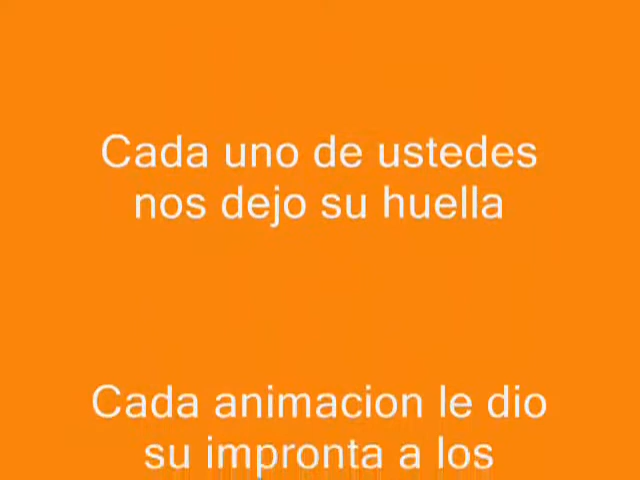 Cada uno de ustedes
nos dejo su huella
Cada animacion le dio
su impronta a los